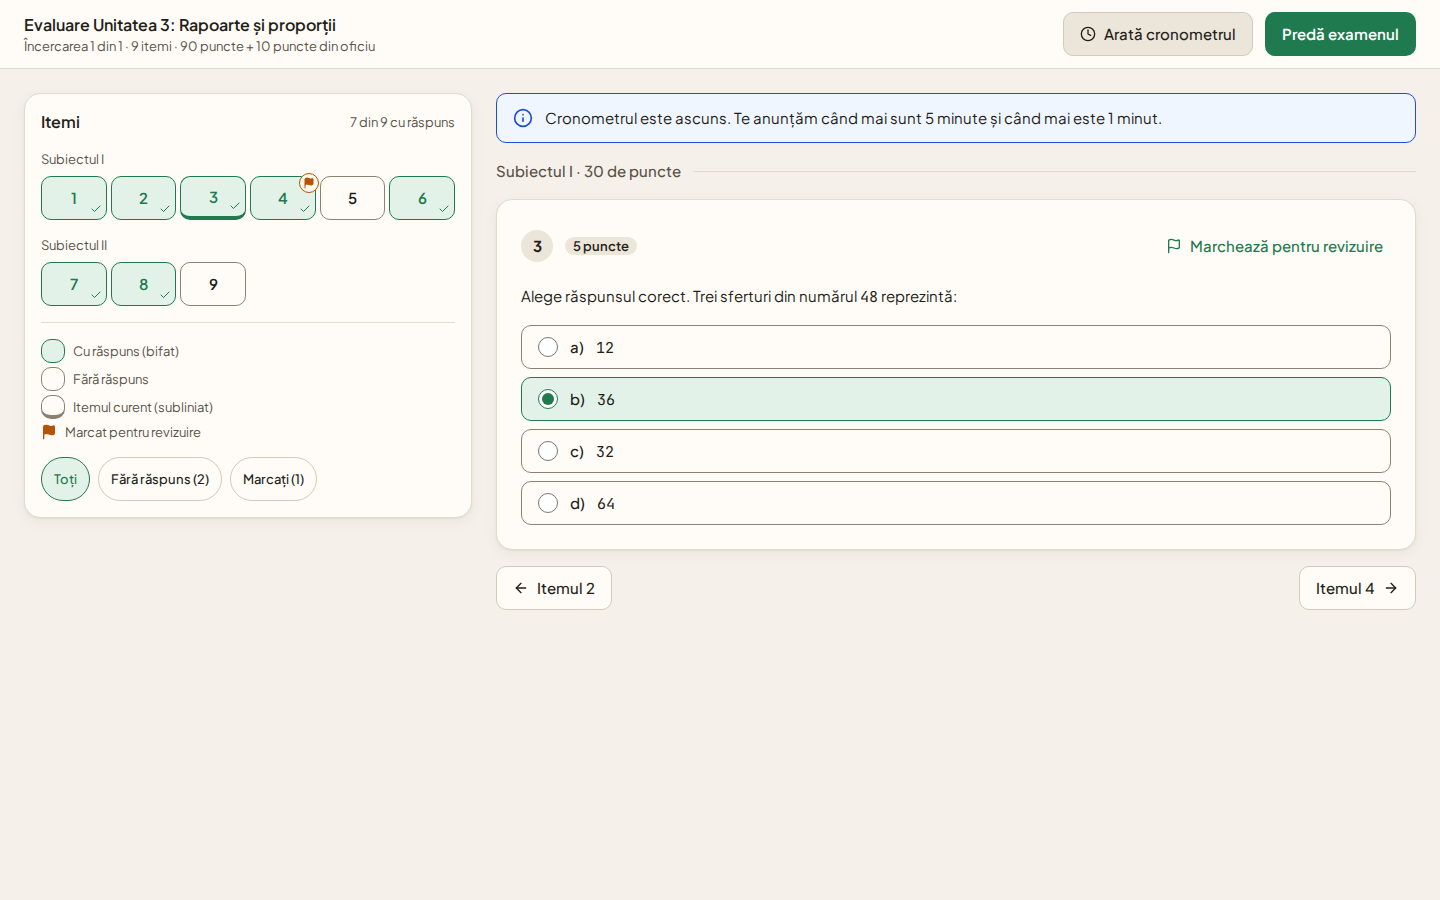 Evaluare Unitatea 3: Rapoarte și proporții
Încercarea 1 din 1 · 9 itemi · 90 puncte + 10 puncte din oficiu
Arată cronometrul
Predă examenul
Itemi
7 din 9 cu răspuns
Subiectul I
1 2 3 4 5 6
Subiectul II
7 8 9
Cu răspuns (bifat)
Fără răspuns
Itemul curent (subliniat)
Marcat pentru revizuire
Toți
Fără răspuns (2)
Marcați (1)
Cronometrul este ascuns. Te anunțăm când mai sunt 5 minute și când mai este 1 minut.
Subiectul I · 30 de puncte
3
5 puncte
Marchează pentru revizuire
Alege răspunsul corect. Trei sferturi din numărul 48 reprezintă:
a) 12
b) 36
c) 32
d) 64
Itemul 2
Itemul 4